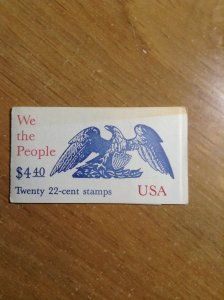 We
the
People
$4.40
Twenty 22-cent stamps
USA